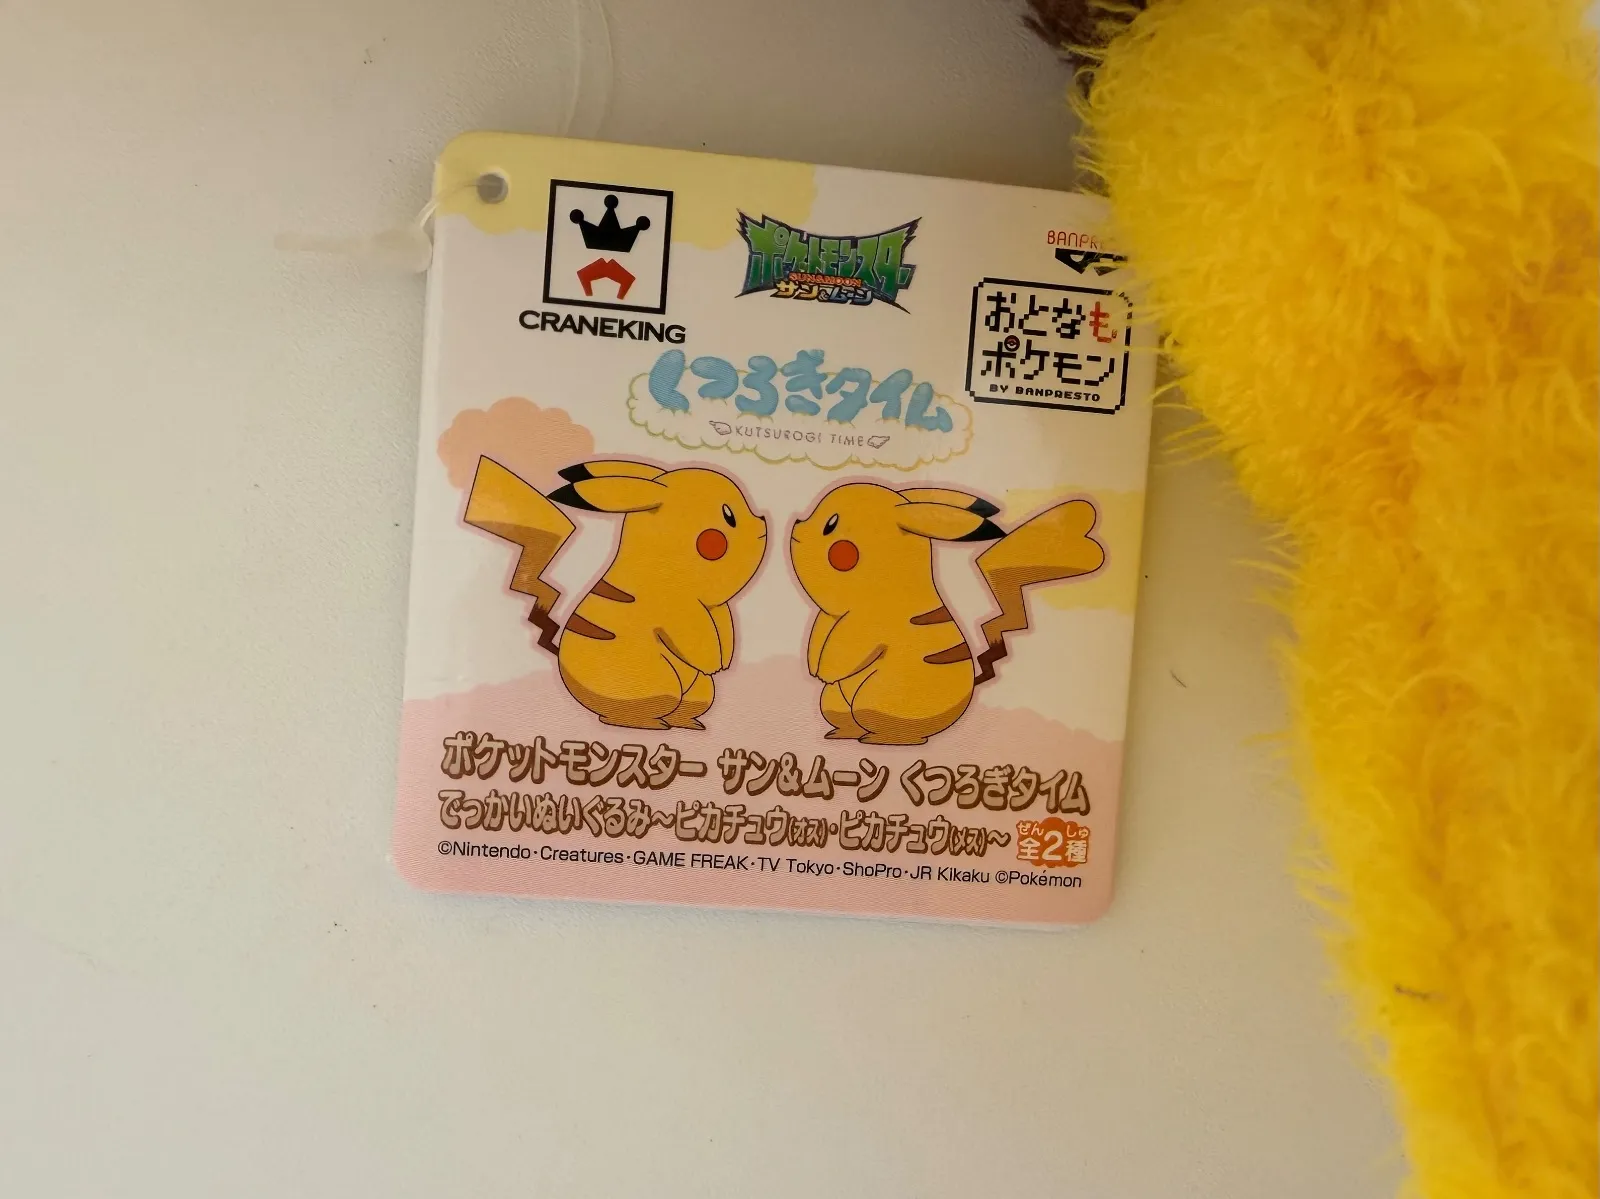 CRANEKING
ポケットモンスター
SUN&MOON
サン&ムーン
おとなも
ポケモン
BY BANPRESTO
くつろぎタイム
KUTSUROGI TIME
ポケットモンスター サン&ムーン くつろぎタイム
でっかいぬいぐるみ~ピカチュウ(オス)・ピカチュウ(メス)~ ぜんしゅ 全2種
©Nintendo・Creatures・GAME FREAK・TV Tokyo・ShoPro・JR Kikaku ©Pokémon